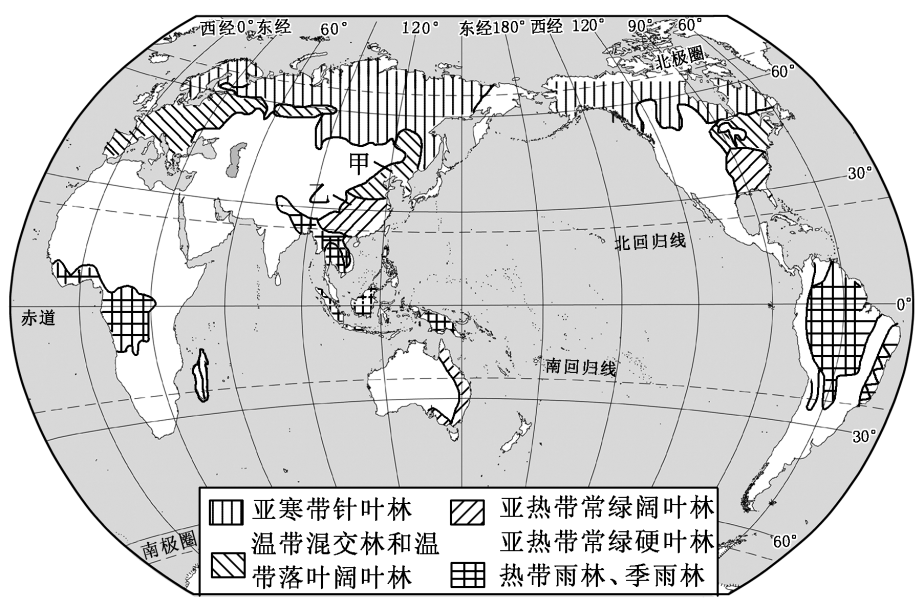 西经0°东经 60° 120° 东经180°西经 120° 90° 60°
北极圈
60°
甲
30°
乙
北回归线
赤道
0°
南回归线
30°
南极圈
60°
亚寒带针叶林
亚热带常绿阔叶林
温带混交林和温
带落叶阔叶林
亚热带常绿硬叶林
热带雨林、季雨林